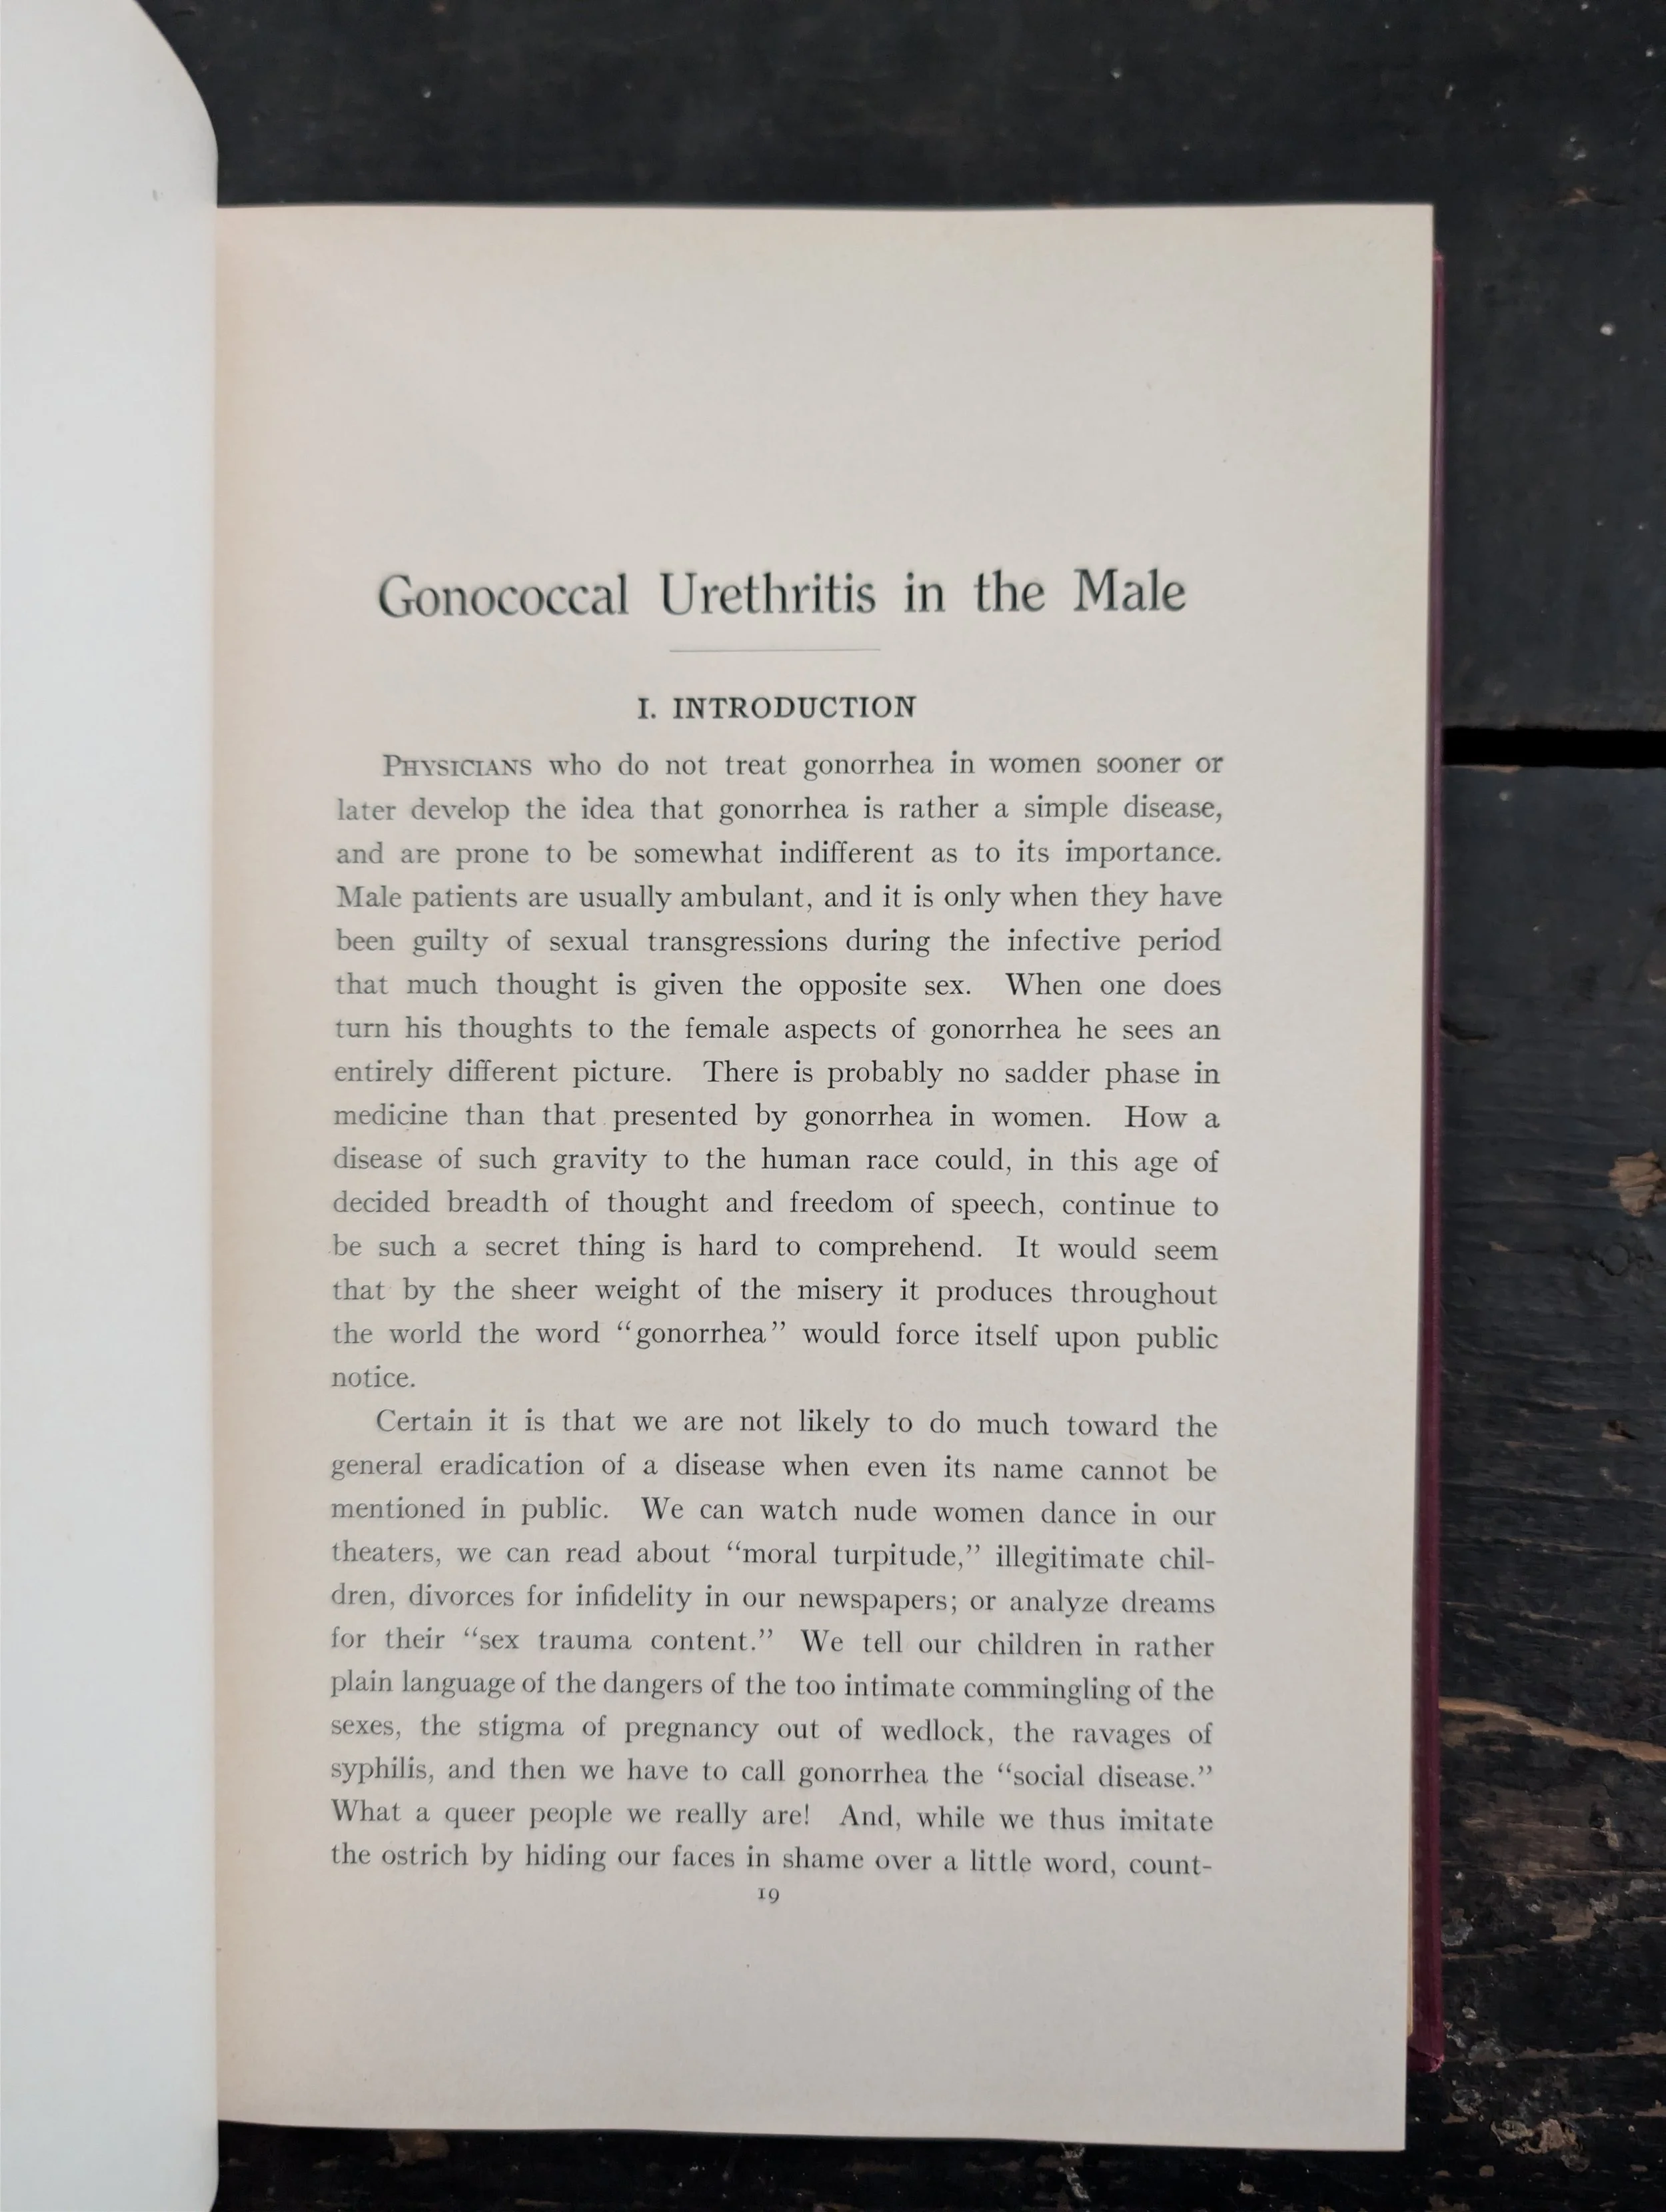 Gonococcal Urethritis in the Male
I. INTRODUCTION
PHYSICIANS who do not treat gonorrhea in women sooner or
later develop the idea that gonorrhea is rather a simple disease,
and are prone to be somewhat indifferent as to its importance.
Male patients are usually ambulant, and it is only when they have
been guilty of sexual transgressions during the infective period
that much thought is given the opposite sex. When one does
turn his thoughts to the female aspects of gonorrhea he sees an
entirely different picture. There is probably no sadder phase in
medicine than that presented by gonorrhea in women. How a
disease of such gravity to the human race could, in this age of
decided breadth of thought and freedom of speech, continue to
be such a secret thing is hard to comprehend. It would seem
that by the sheer weight of the misery it produces throughout
the world the word “gonorrhea” would force itself upon public
notice.
Certain it is that we are not likely to do much toward the
general eradication of a disease when even its name cannot be
mentioned in public. We can watch nude women dance in our
theaters, we can read about “moral turpitude,” illegitimate chil-
dren, divorces for infidelity in our newspapers; or analyze dreams
for their “sex trauma content.” We tell our children in rather
plain language of the dangers of the too intimate commingling of the
sexes, the stigma of pregnancy out of wedlock, the ravages of
syphilis, and then we have to call gonorrhea the “social disease.”
What a queer people we really are! And, while we thus imitate
the ostrich by hiding our faces in shame over a little word, count-
19